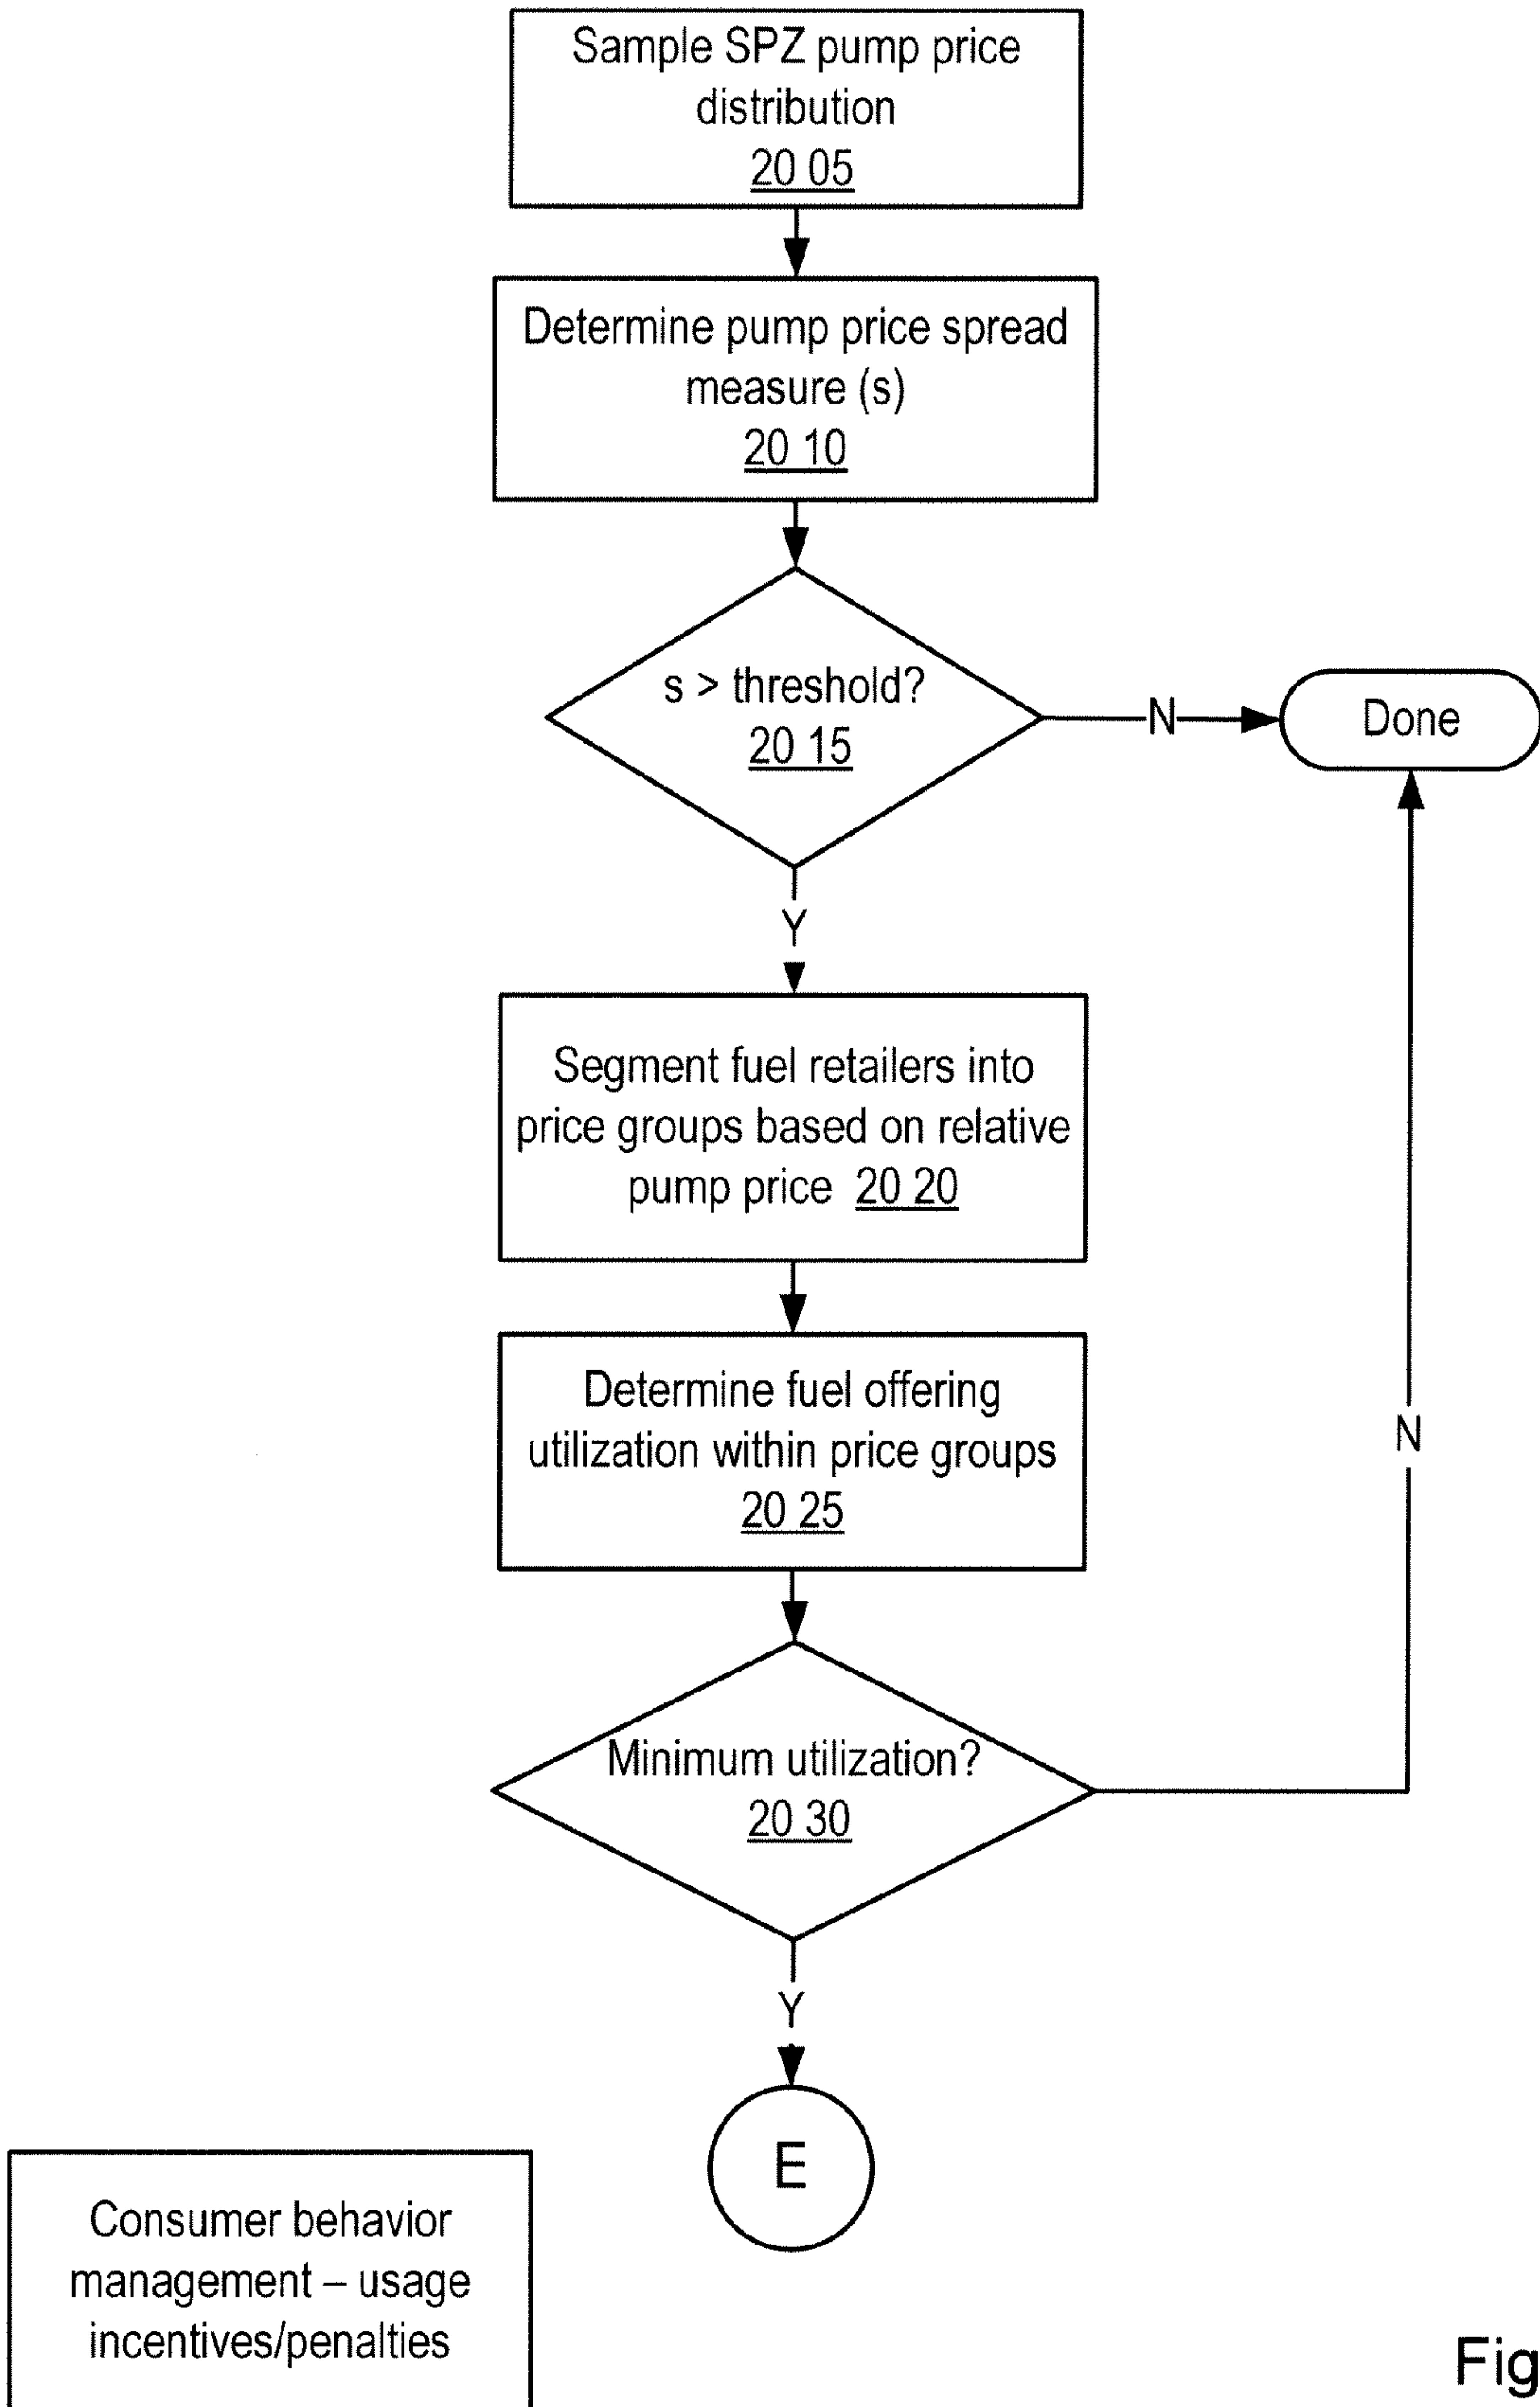 Sample SPZ pump price
distribution
20 05
Determine pump price spread
measure (s)
20 10
s > threshold?
20 15
N
Done
Y
Segment fuel retailers into
price groups based on relative
pump price 20 20
Determine fuel offering
utilization within price groups
20 25
N
Minimum utilization?
20 30
Y
E
Consumer behavior
management – usage
incentives/penalties
Fig